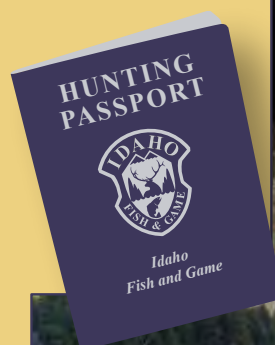 HUNTING
PASSPORT
IDAHO
FISH & GAME
Idaho
Fish and Game